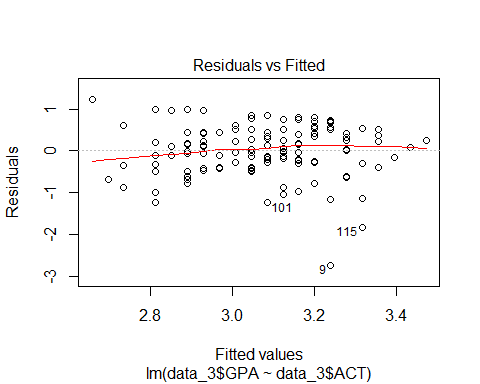 Residuals vs Fitted
Residuals
1
0
-1
-2
-3
101
115
9
2.8 3.0 3.2 3.4
Fitted values
lm(data_3$GPA ~ data_3$ACT)